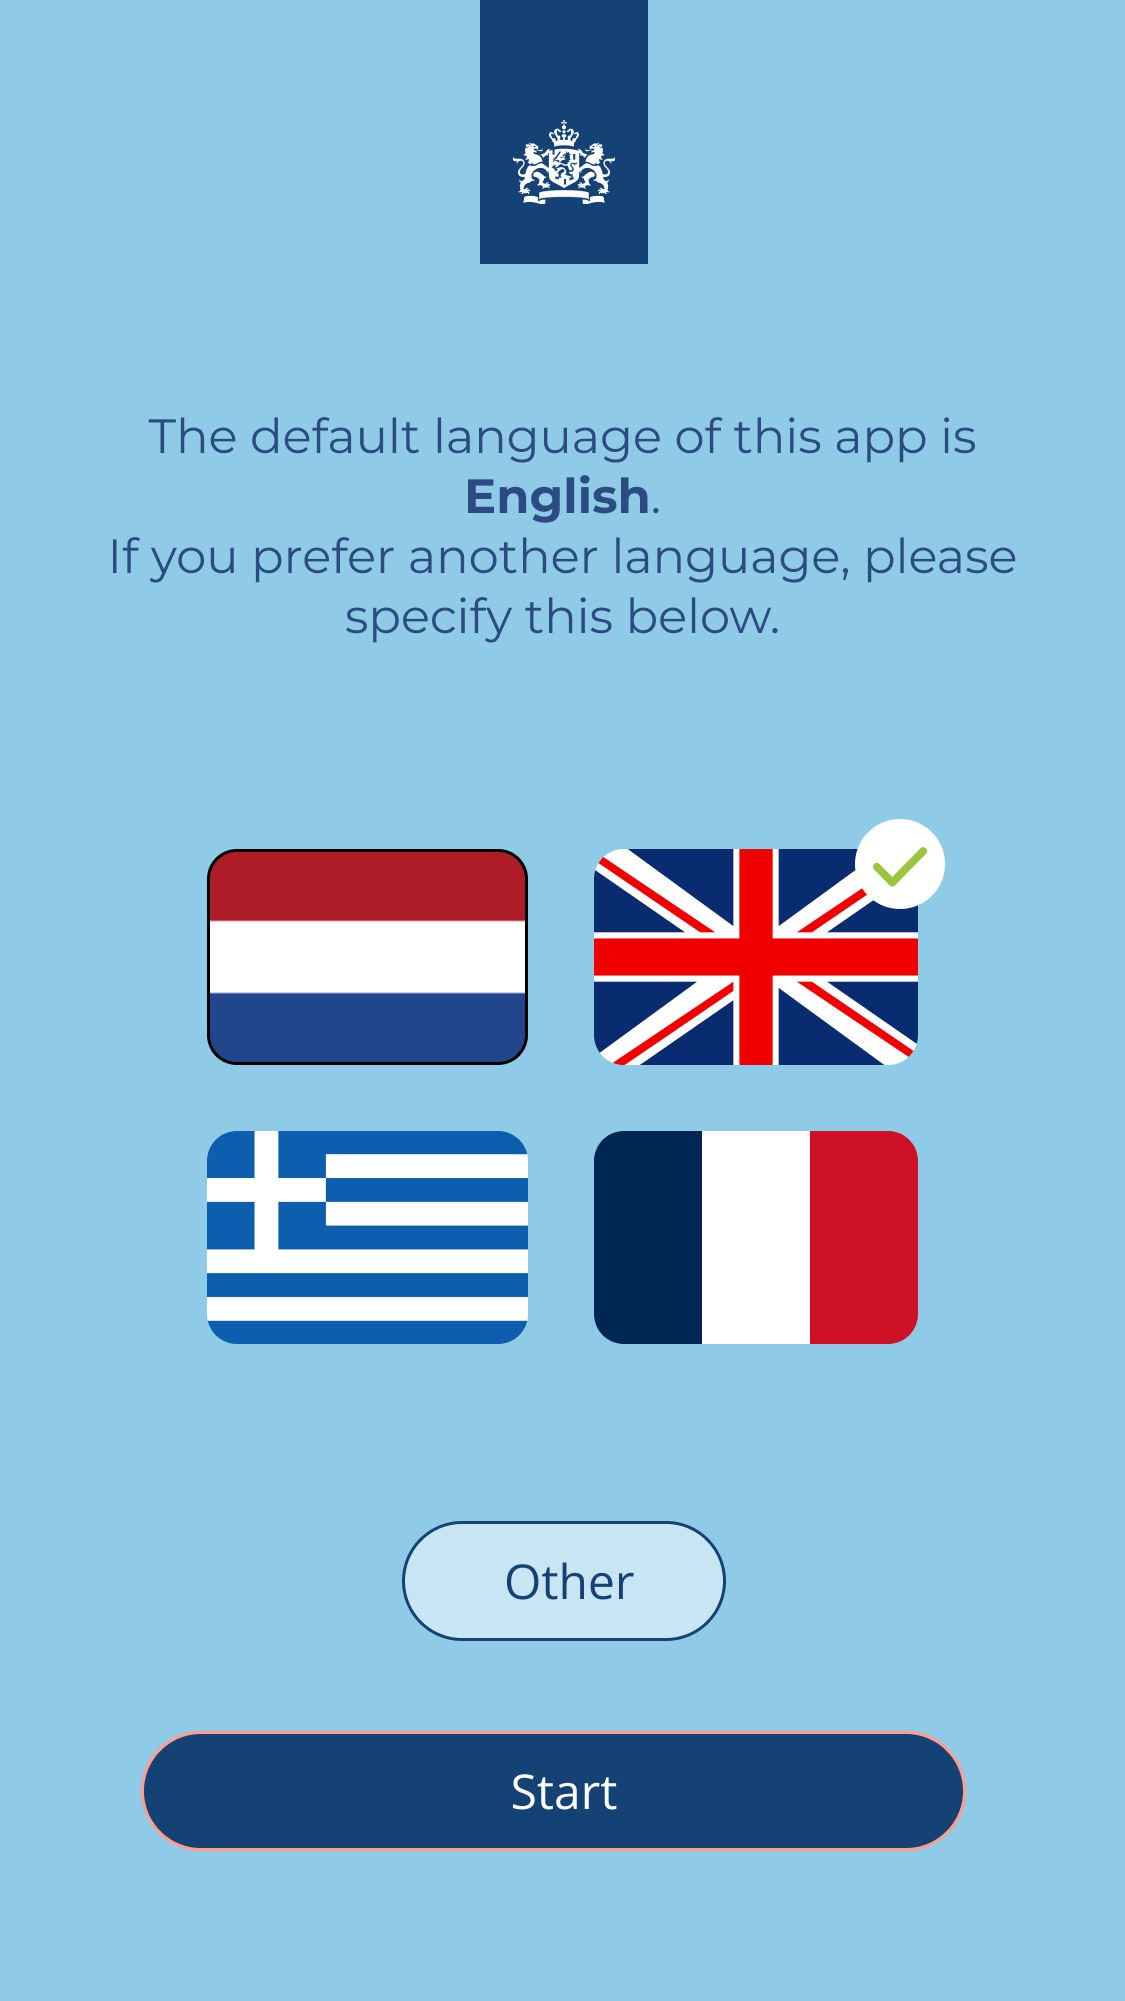 The default language of this app is
English.
If you prefer another language, please
specify this below.
Other
Start